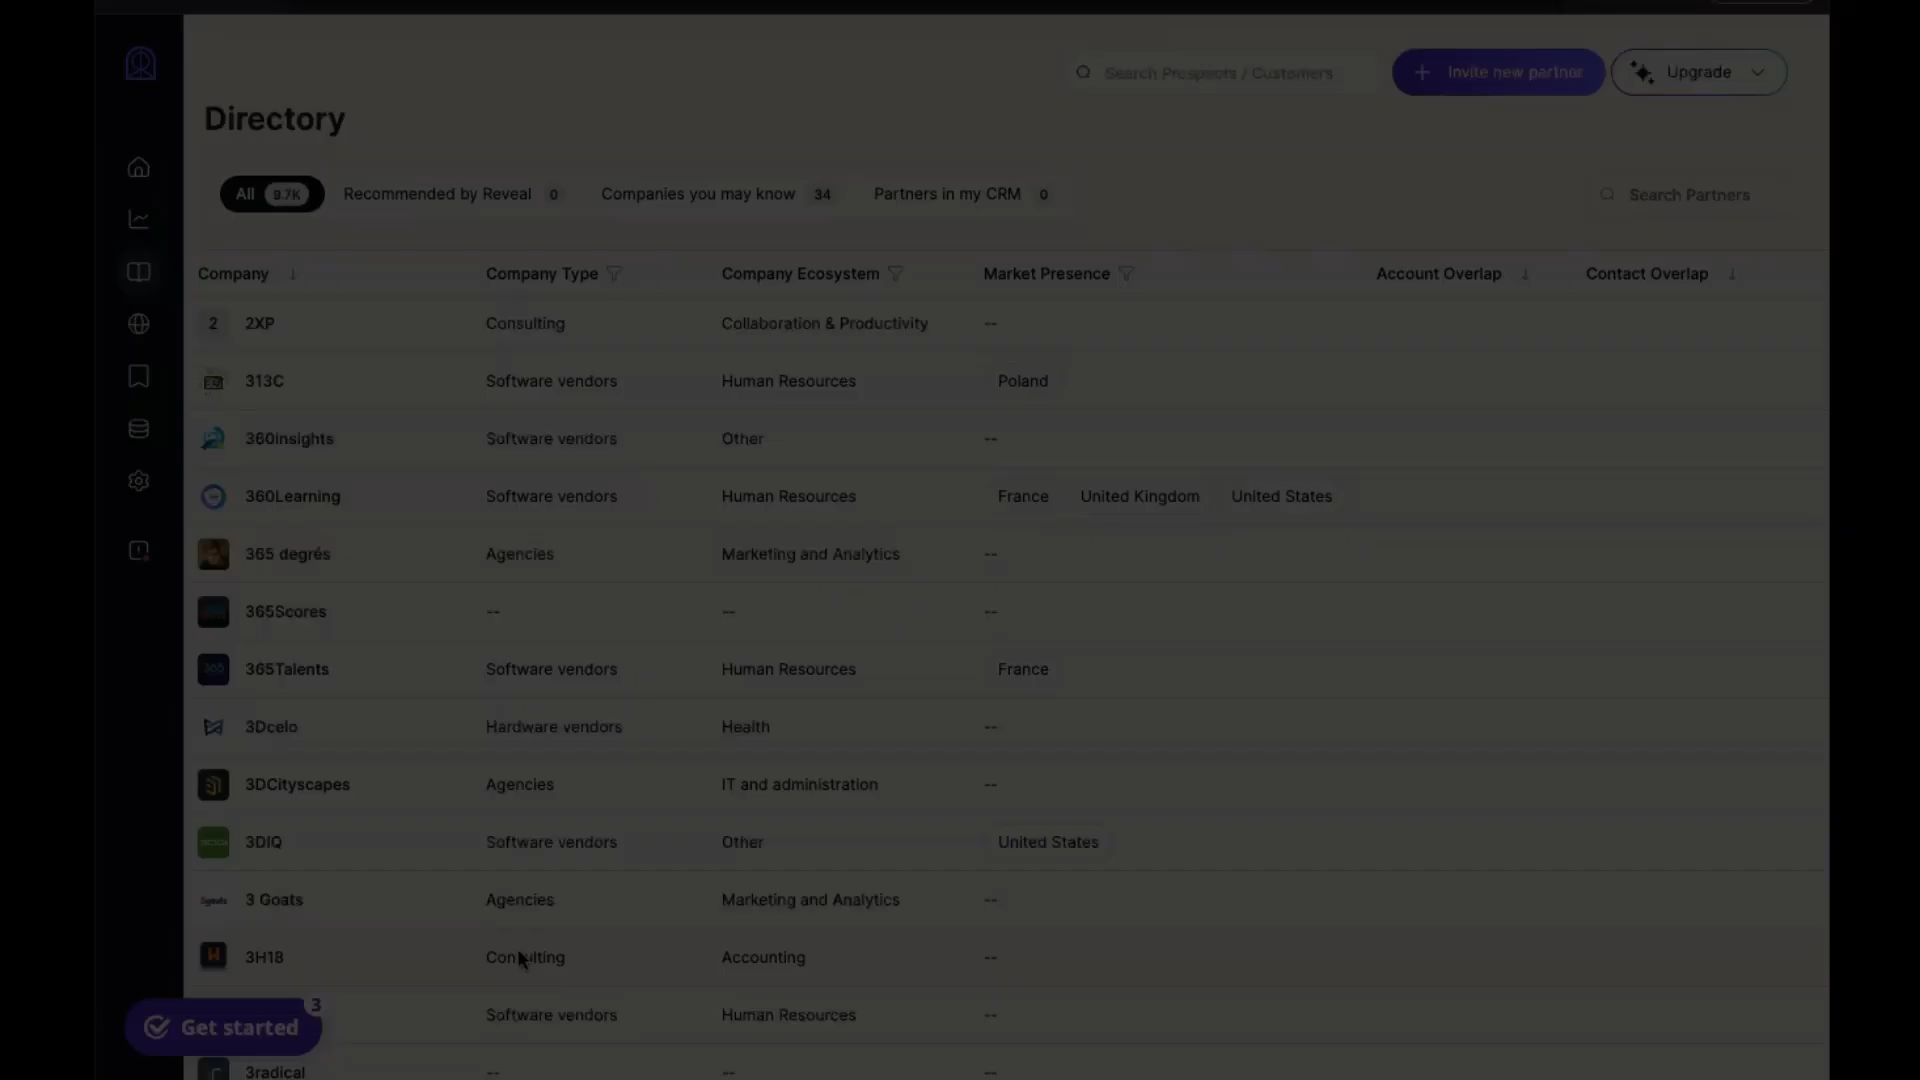 Search Prospects / Customers
Invite new partner
Upgrade
Directory
All 9.7K
Recommended by Reveal 0
Companies you may know 34
Partners in my CRM 0
Search Partners
Company Company Type Company Ecosystem Market Presence Account Overlap Contact Overlap
2 2XP Consulting Collaboration & Productivity --
313C Software vendors Human Resources Poland
360insights Software vendors Other --
360Learning Software vendors Human Resources France United Kingdom United States
365 degrés Agencies Marketing and Analytics --
365Scores -- -- --
365Talents Software vendors Human Resources France
3Dcelo Hardware vendors Health --
3DCityscapes Agencies IT and administration --
3DIQ Software vendors Other United States
3 Goats Agencies Marketing and Analytics --
3H18 Consulting Accounting --
Software vendors Human Resources --
3radical -- -- --
Get started 3